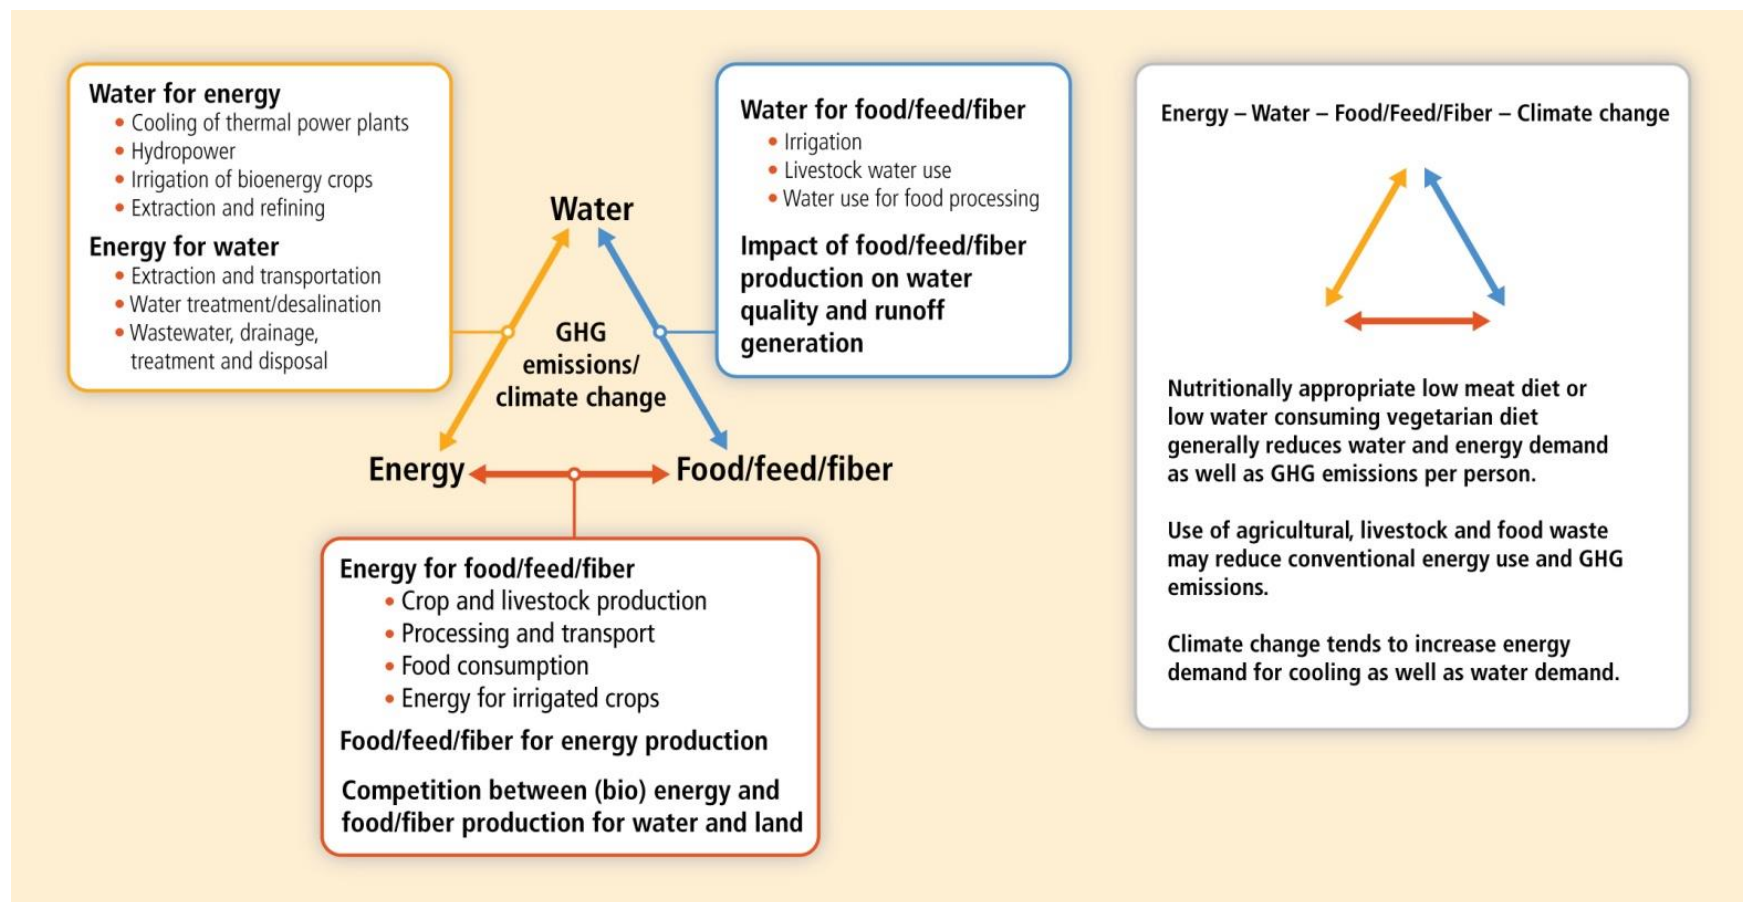 Water for energy
• Cooling of thermal power plants
• Hydropower
• Irrigation of bioenergy crops
• Extraction and refining
Energy for water
• Extraction and transportation
• Water treatment/desalination
• Wastewater, drainage,
treatment and disposal
Water
GHG
emissions/
climate change
Energy
Food/feed/fiber
Water for food/feed/fiber
• Irrigation
• Livestock water use
• Water use for food processing
Impact of food/feed/fiber
production on water
quality and runoff
generation
Energy for food/feed/fiber
• Crop and livestock production
• Processing and transport
• Food consumption
• Energy for irrigated crops
Food/feed/fiber for energy production
Competition between (bio) energy and
food/fiber production for water and land
Energy – Water – Food/Feed/Fiber – Climate change
Nutritionally appropriate low meat diet or
low water consuming vegetarian diet
generally reduces water and energy demand
as well as GHG emissions per person.
Use of agricultural, livestock and food waste
may reduce conventional energy use and GHG
emissions.
Climate change tends to increase energy
demand for cooling as well as water demand.